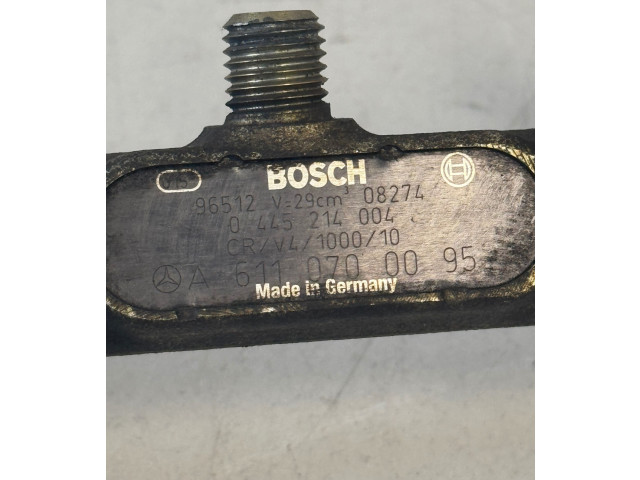 BOSCH
96512 V=29cm³ 08274
0 445 214 004
CR/V4/1000/10
A 611 070 00 95
Made in Germany